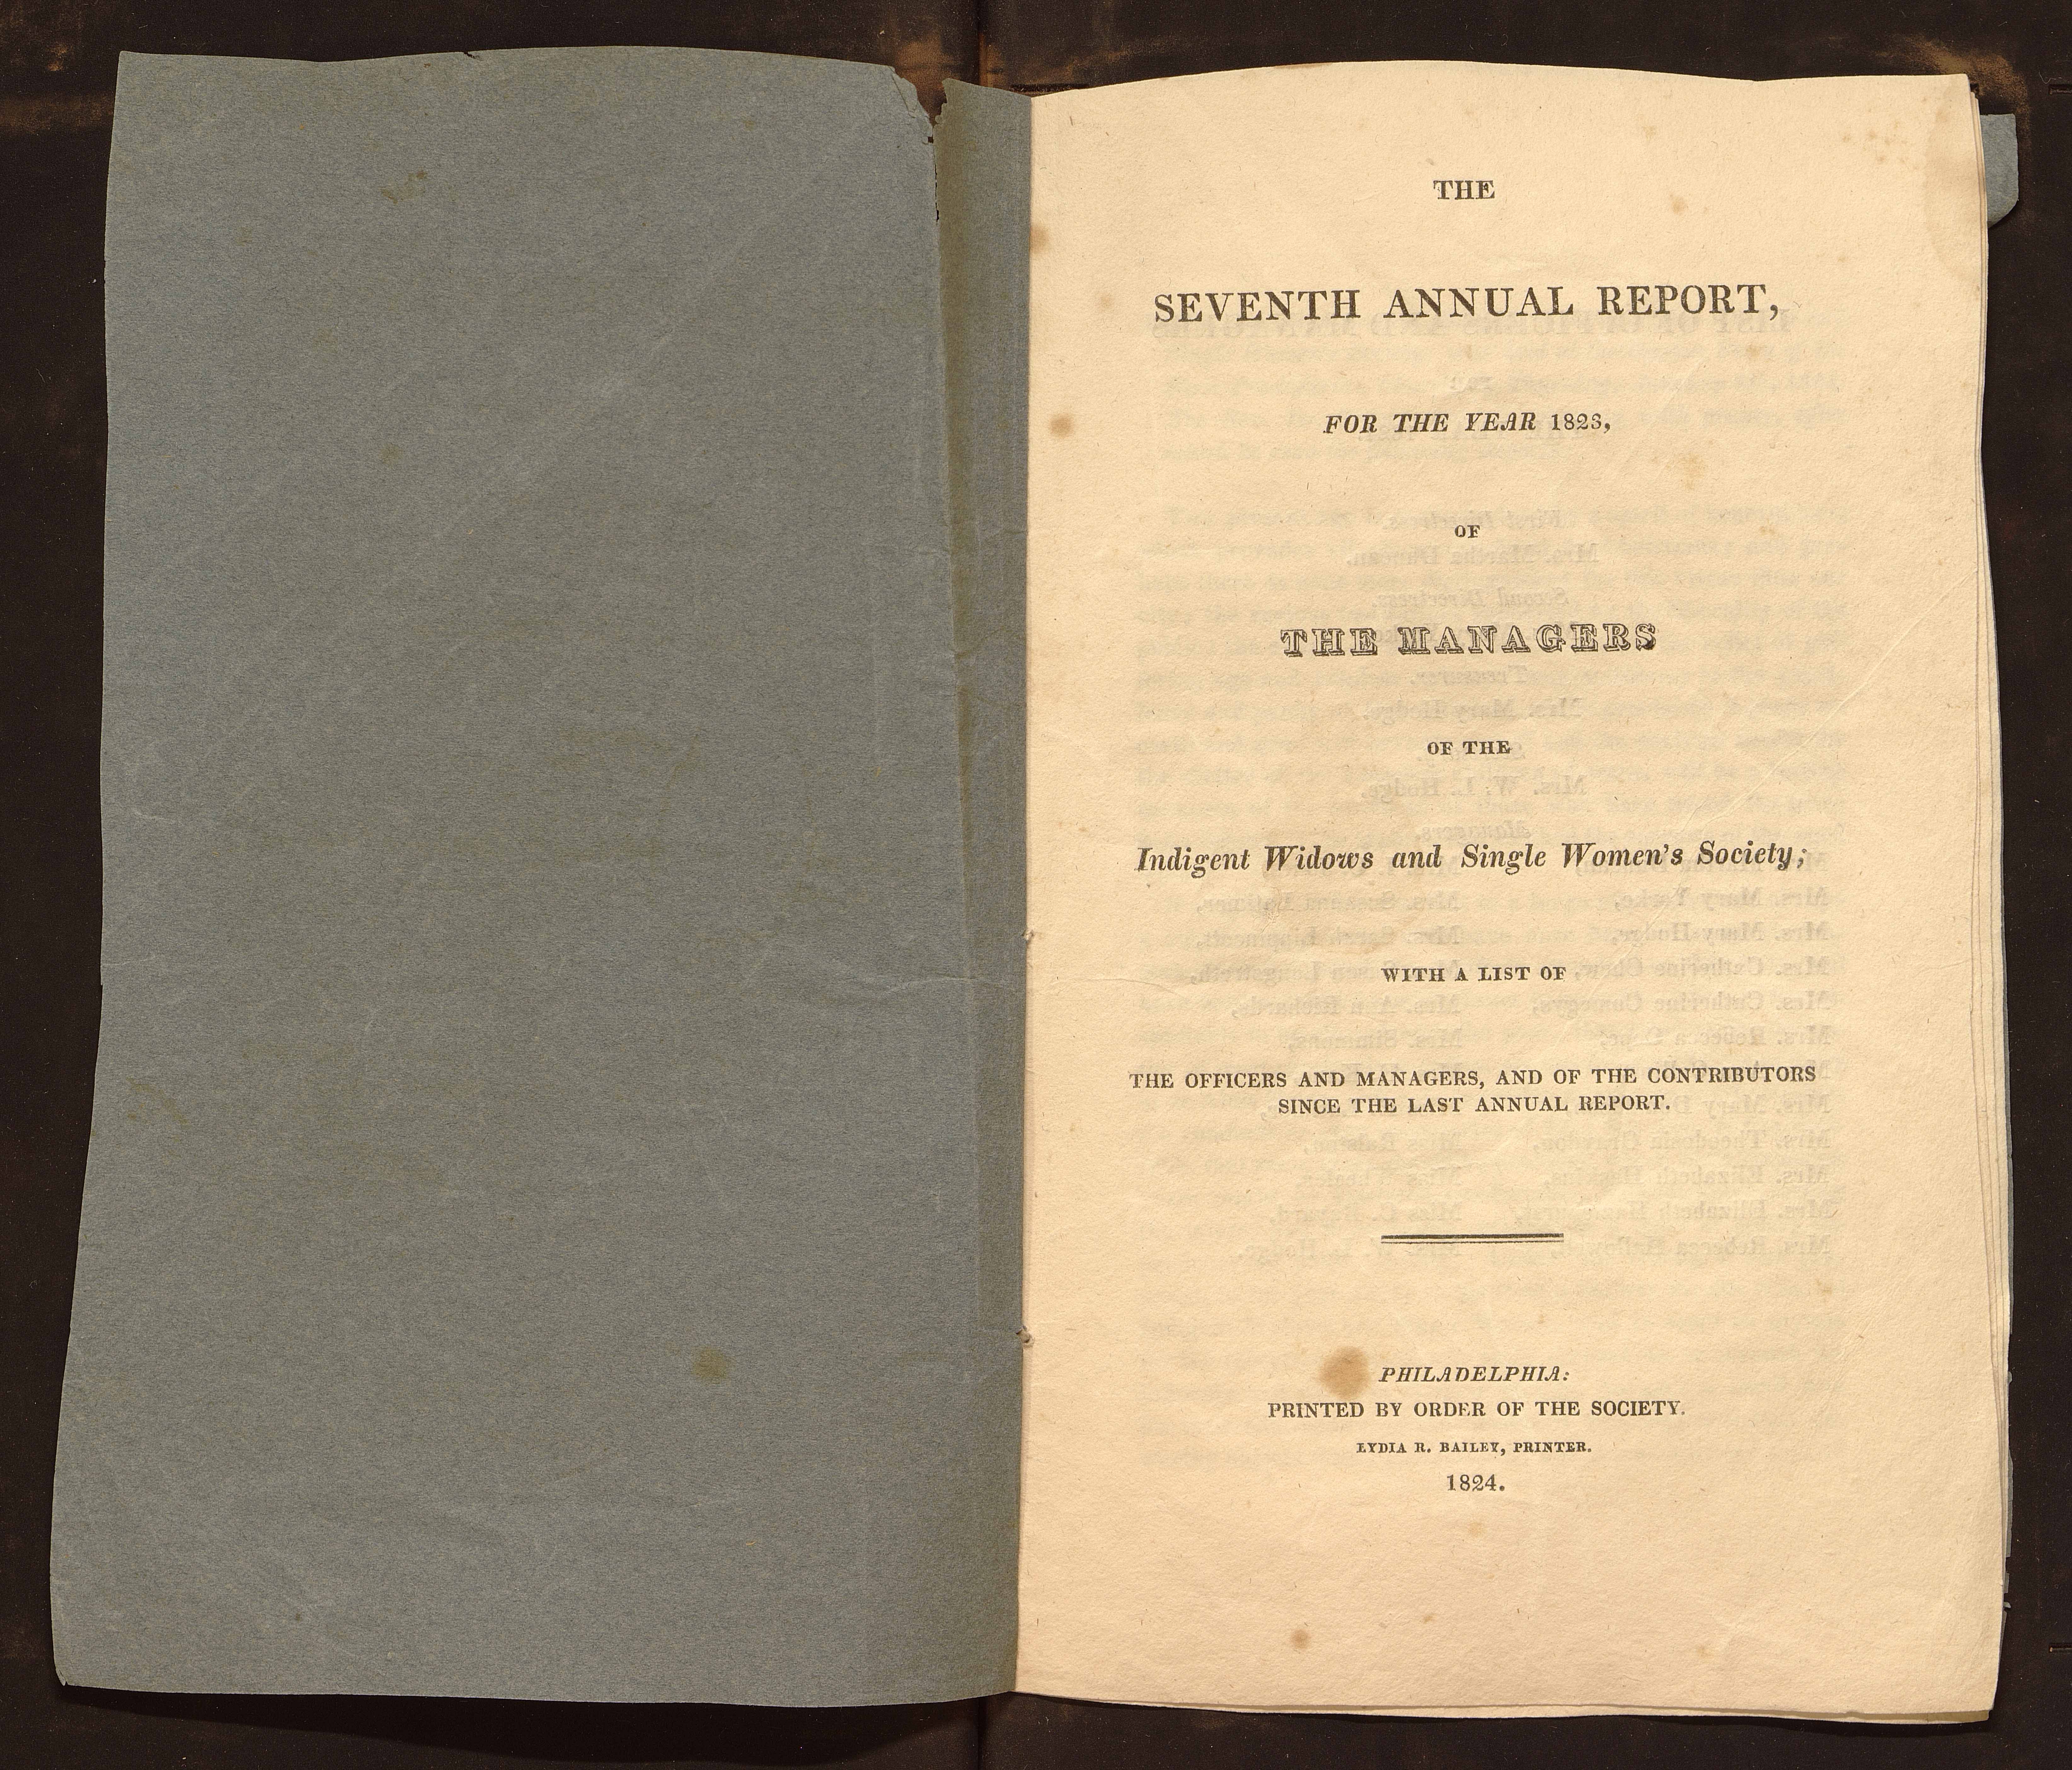 THE
SEVENTH ANNUAL REPORT,
FOR THE YEAR 1823,
OF
THE MANAGERS
OF THE
Indigent Widows and Single Women's Society;
WITH A LIST OF
THE OFFICERS AND MANAGERS, AND OF THE CONTRIBUTORS
SINCE THE LAST ANNUAL REPORT.
PHILADELPHIA:
PRINTED BY ORDER OF THE SOCIETY.
LYDIA R. BAILEY, PRINTER.
1824.